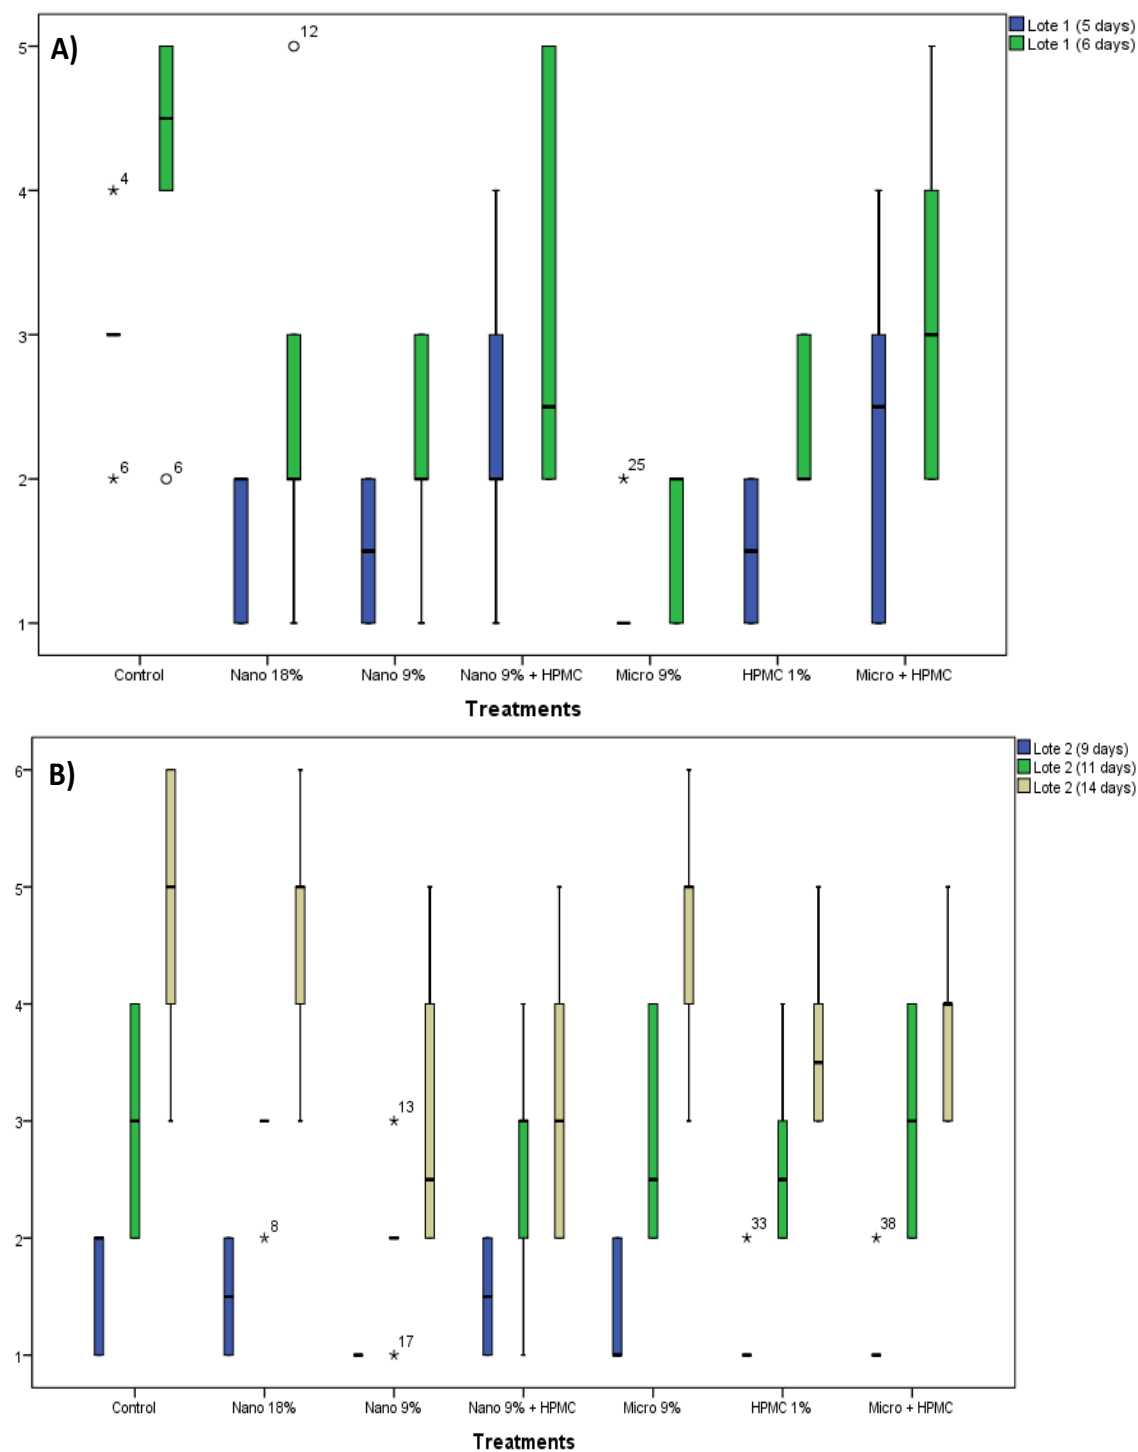 A)
Lote 1 (5 days)
Lote 1 (6 days)
5
4
3
2
1
12
4
6
6
25
Control
Nano 18%
Nano 9%
Nano 9% + HPMC
Micro 9%
HPMC 1%
Micro + HPMC
Treatments
B)
Lote 2 (9 days)
Lote 2 (11 days)
Lote 2 (14 days)
6
5
4
3
2
1
13
8
33
38
17
Control
Nano 18%
Nano 9%
Nano 9% + HPMC
Micro 9%
HPMC 1%
Micro + HPMC
Treatments